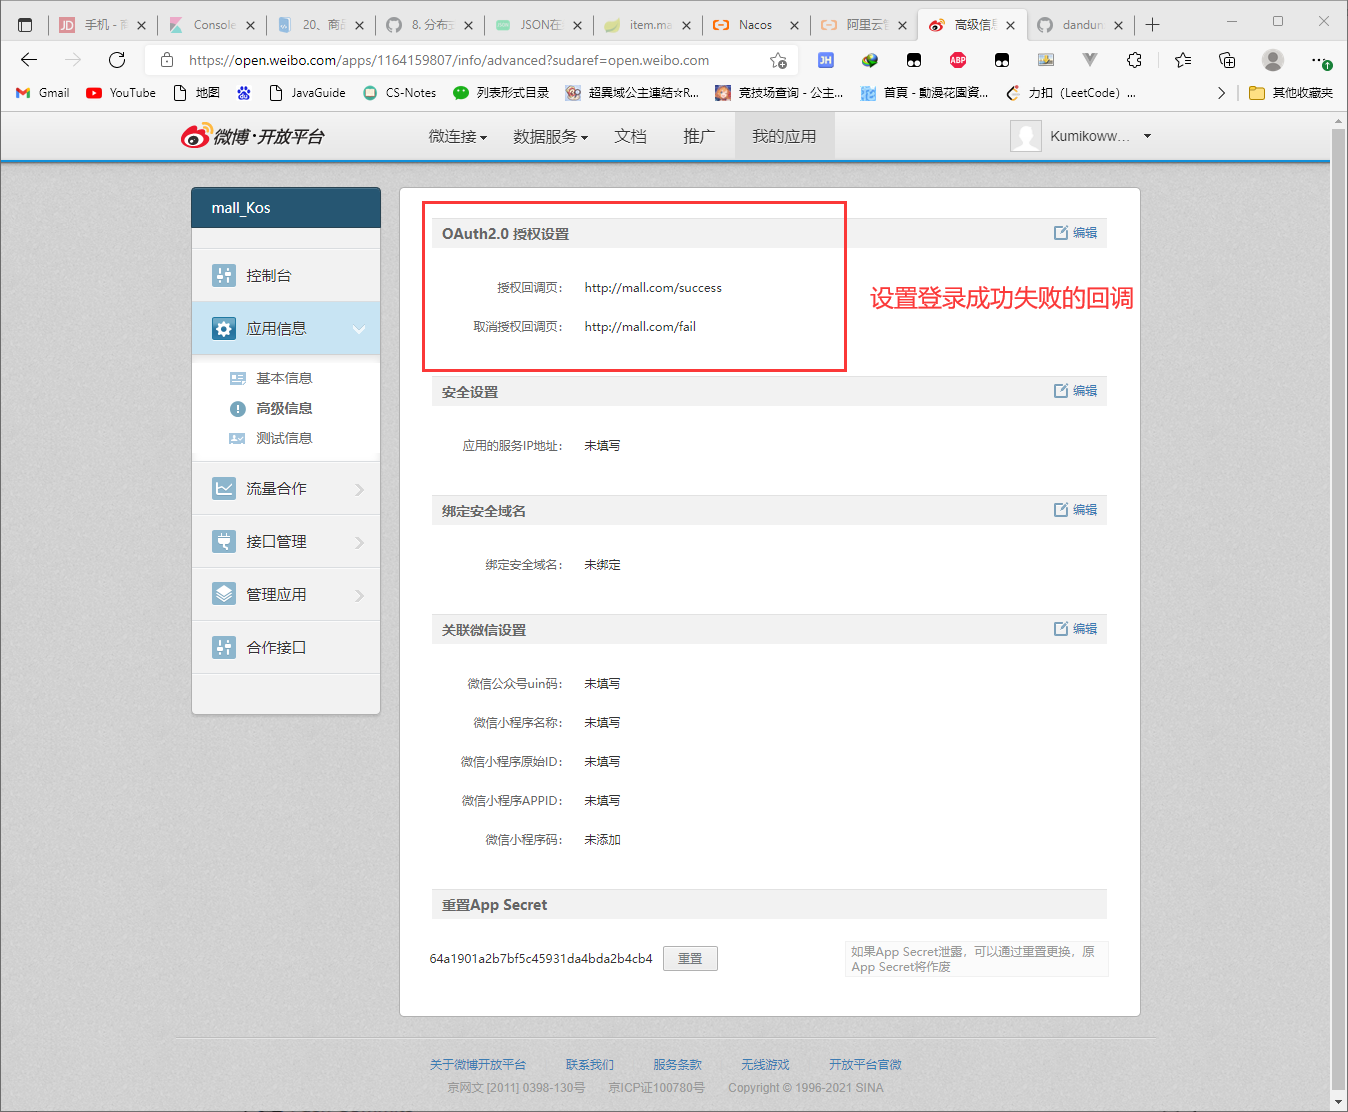 手机 - 
Console
20、商品
8. 分布式
JSON在
item.ma
Nacos
阿里云
高级信息
dandun
https://open.weibo.com/apps/1164159807/info/advanced?sudaref=open.weibo.com
Gmail
YouTube
地图
JavaGuide
CS-Notes
列表形式目录
超異域公主連結☆R...
竞技场查询 - 公主...
首頁 - 動漫花園資...
力扣（LeetCode）...
其他收藏夹
微博·开放平台
微连接
数据服务
文档
推广
我的应用
Kumikoww...
mall_Kos
控制台
应用信息
基本信息
高级信息
测试信息
流量合作
接口管理
管理应用
合作接口
OAuth2.0 授权设置
编辑
授权回调页：
http://mall.com/success
取消授权回调页：
http://mall.com/fail
设置登录成功失败的回调
安全设置
编辑
应用的服务IP地址：
未填写
绑定安全域名
编辑
绑定安全域名：
未绑定
关联微信设置
编辑
微信公众号uin码：
未填写
微信小程序名称：
未填写
微信小程序原始ID：
未填写
微信小程序APPID：
未填写
微信小程序码：
未添加
重置App Secret
64a1901a2b7bf5c45931da4bda2b4cb4
重置
如果App Secret泄露，可以通过重置更换，原
App Secret将作废
关于微博开放平台
联系我们
服务条款
无线游戏
开放平台官微
京网文 [2011] 0398-130号
京ICP证100780号
Copyright © 1996-2021 SINA